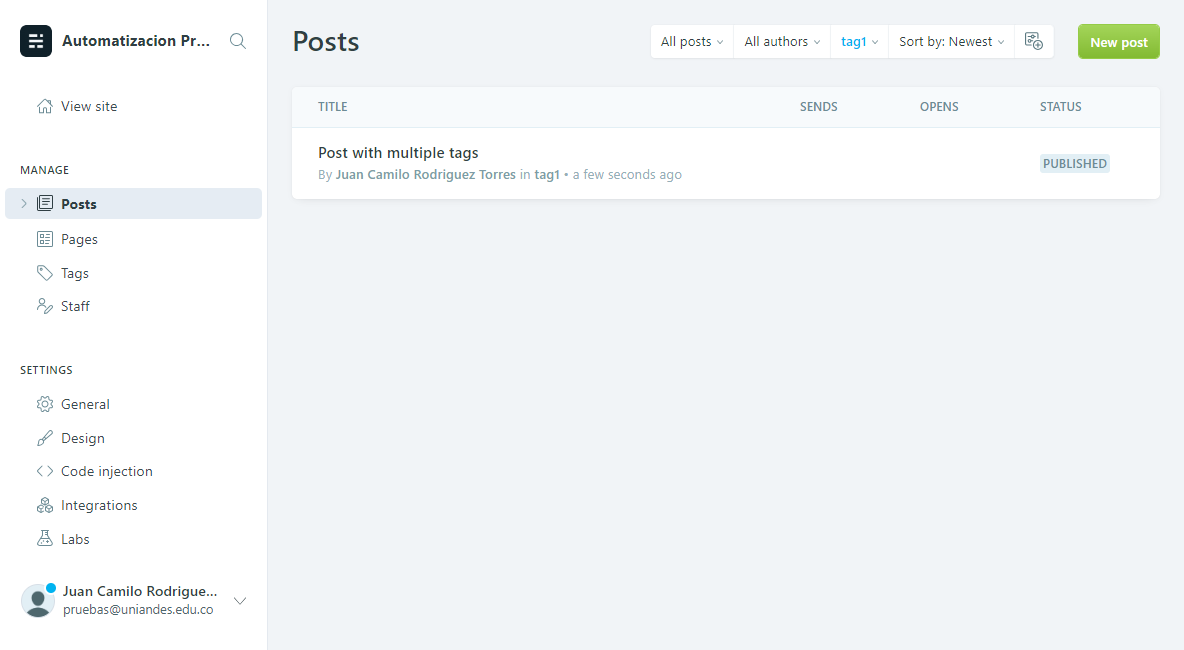 Automatizacion Pr...
View site
MANAGE
Posts
Pages
Tags
Staff
SETTINGS
General
Design
Code injection
Integrations
Labs
Juan Camilo Rodrigue...
pruebas@uniandes.edu.co
Posts
All posts All authors tag1 Sort by: Newest New post
TITLE SENDS OPENS STATUS
Post with multiple tags
By Juan Camilo Rodriguez Torres in tag1 • a few seconds ago
PUBLISHED